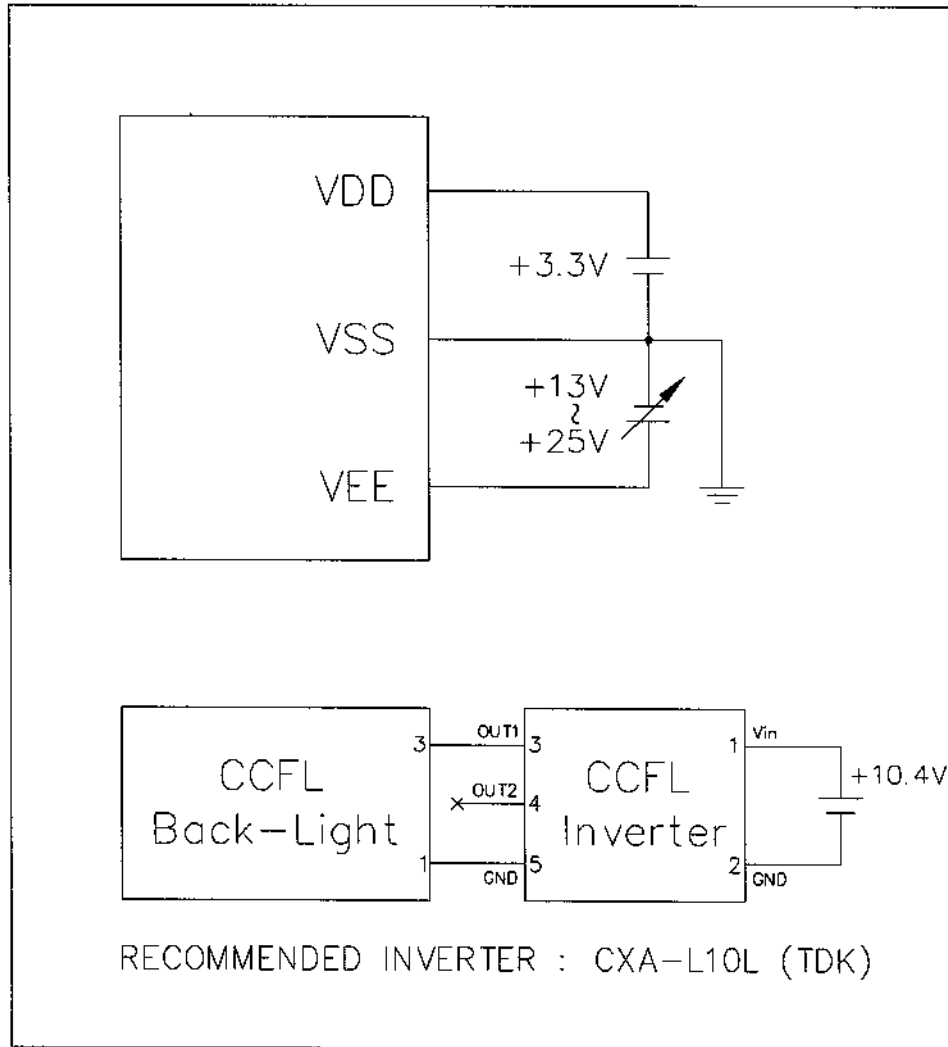 VDD
+3.3V
VSS
+13V
~
+25V
VEE
CCFL
Back-Light
3
1
OUT1
OUT2
GND
3
4
5
CCFL
Inverter
1
2
Vin
GND
+10.4V
RECOMMENDED INVERTER : CXA-L10L (TDK)